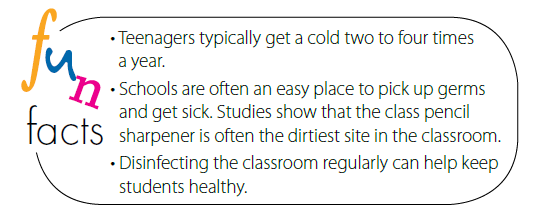 fun
facts
• Teenagers typically get a cold two to four times
a year.
• Schools are often an easy place to pick up germs
and get sick. Studies show that the class pencil
sharpener is often the dirtiest site in the classroom.
• Disinfecting the classroom regularly can help keep
students healthy.